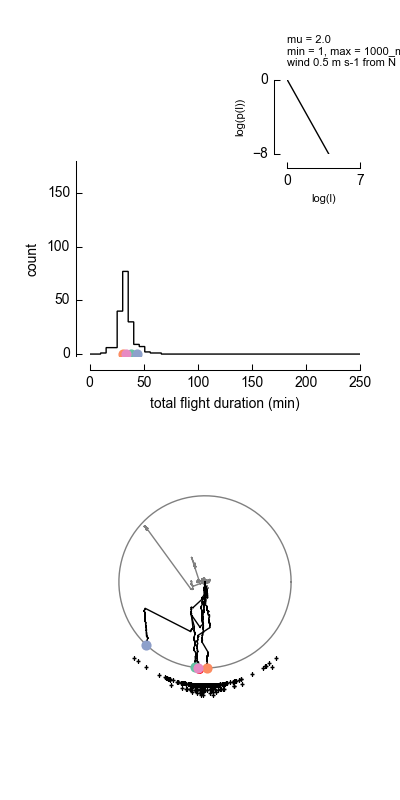 mu = 2.0
min = 1, max = 1000_m
wind 0.5 m s-1 from N
0
log(p(l))
−8
0 7
log(l)
150
100
count
50
0
0 50 100 150 200 250
total flight duration (min)